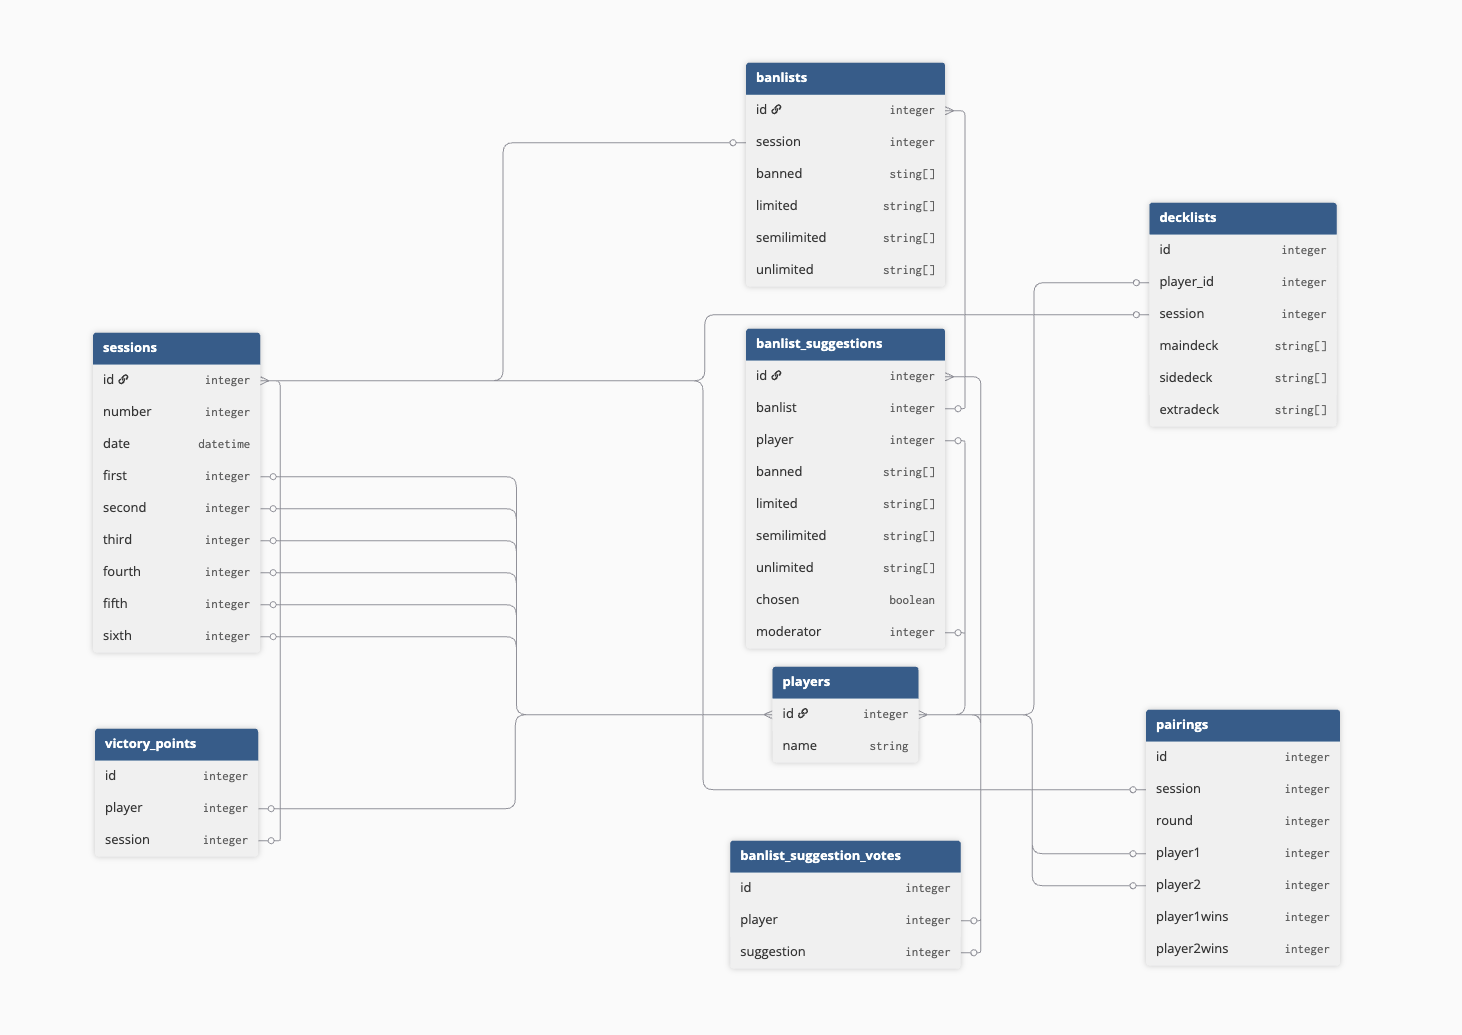 banlists
id integer
session integer
banned sting[]
limited string[]
semilimited string[]
unlimited string[]
decklists
id integer
player_id integer
session integer
maindeck string[]
sidedeck string[]
extradeck string[]
sessions
id integer
number integer
date datetime
first integer
second integer
third integer
fourth integer
fifth integer
sixth integer
banlist_suggestions
id integer
banlist integer
player integer
banned string[]
limited string[]
semilimited string[]
unlimited string[]
chosen boolean
moderator integer
players
id integer
name string
victory_points
id integer
player integer
session integer
pairings
id integer
session integer
round integer
player1 integer
player2 integer
player1wins integer
player2wins integer
banlist_suggestion_votes
id integer
player integer
suggestion integer